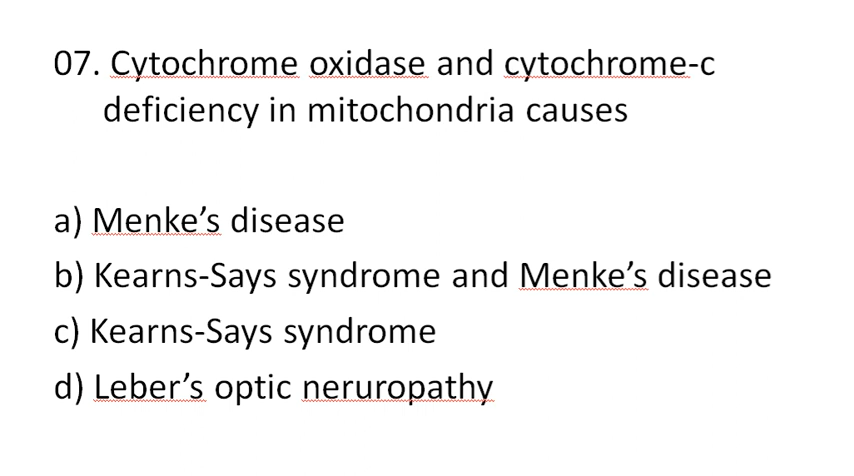 07. Cytochrome oxidase and cytochrome-c
deficiency in mitochondria causes
a) Menke’s disease
b) Kearns-Says syndrome and Menke’s disease
c) Kearns-Says syndrome
d) Leber’s optic neruropathy